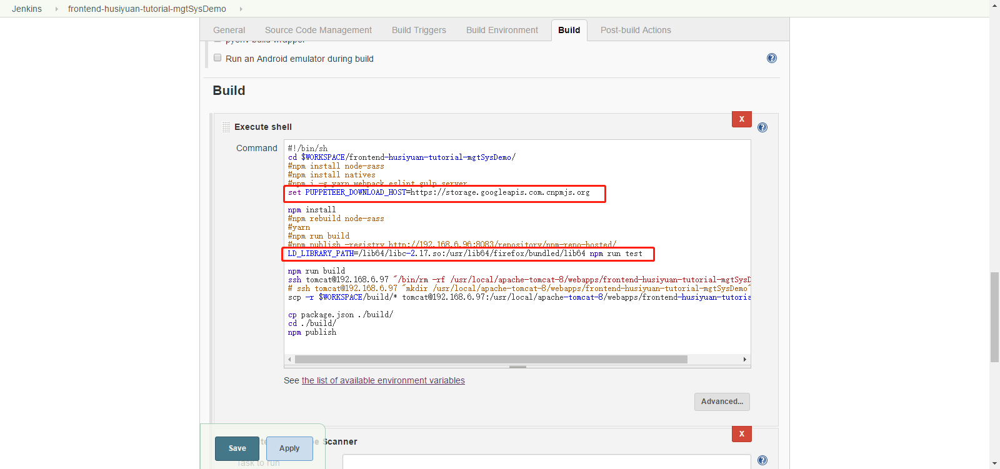 Jenkins frontend-husiyuan-tutorial-mgtSysDemo
General Source Code Management Build Triggers Build Environment Build Post-build Actions
pyenv build wrapper
Run an Android emulator during build
Build
X
Execute shell
Command
#!/bin/sh
cd $WORKSPACE/frontend-husiyuan-tutorial-mgtSysDemo/
#npm install node-sass
#npm install natives
#npm i -g yarn webpack eslint gulp server
set PUPPETEER_DOWNLOAD_HOST=https://storage.googleapis.com.cnpmjs.org
npm install
#npm rebuild node-sass
#yarn
#npm run build
#npm publish -registry http://192.168.6.96:8083/repository/npm-repo-hosted/
LD_LIBRARY_PATH=/lib64/libc-2.17.so:/usr/lib64/firefox/bundled/lib64 npm run test
npm run build
ssh tomcat@192.168.6.97 "/bin/rm -rf /usr/local/apache-tomcat-8/webapps/frontend-husiyuan-tutorial-mgtSysD
# ssh tomcat@192.168.6.97 "mkdir /usr/local/apache-tomcat-8/webapps/frontend-husiyuan-tutorial-mgtSysDemo"
scp -r $WORKSPACE/build/* tomcat@192.168.6.97:/usr/local/apache-tomcat-8/webapps/frontend-husiyuan-tutoria
cp package.json ./build/
cd ./build/
npm publish
See the list of available environment variables
Advanced...
X
Scanner
Save Apply
Task to run